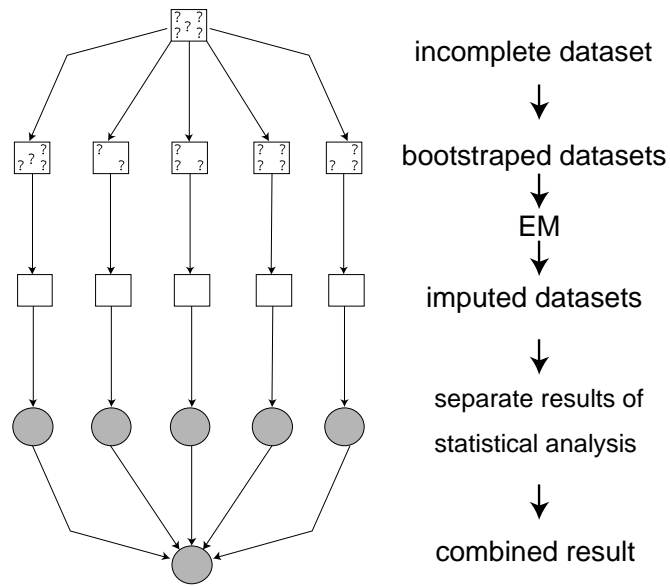 ? ?
?
? ?
incomplete dataset
?
?
? ?
?
?
?
? ?
? ?
? ?
?
? ?
bootstraped datasets
EM
imputed datasets
separate results of
statistical analysis
combined result